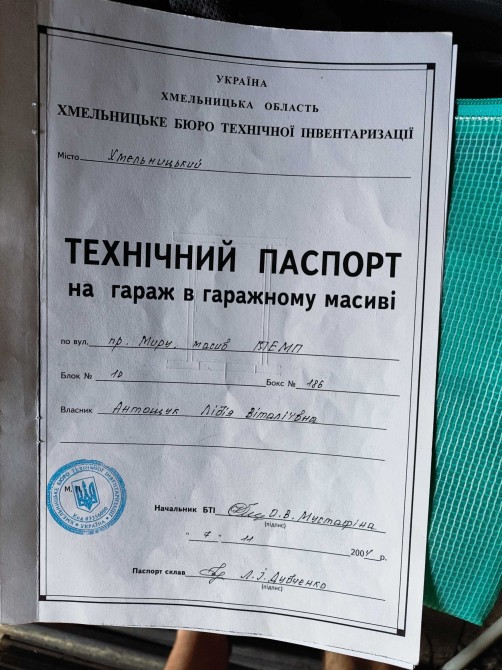 УКРАЇНА
ХМЕЛЬНИЦЬКА ОБЛАСТЬ
ХМЕЛЬНИЦЬКЕ БЮРО ТЕХНІЧНОЇ ІНВЕНТАРИЗАЦІЇ
Місто Хмельницький
ТЕХНІЧНИЙ ПАСПОРТ
на гараж в гаражному масиві
по вул. пр. Миру, масив КЕМП
Блок № 10 Бокс № 186
Власник Антощук Лідія Віталіївна
М.
Начальник БТІ О.В. Мустафіна
(підпис)
" 7 " 11 2004 р.
Паспорт склав Л.І. Дубченко
(підпис)